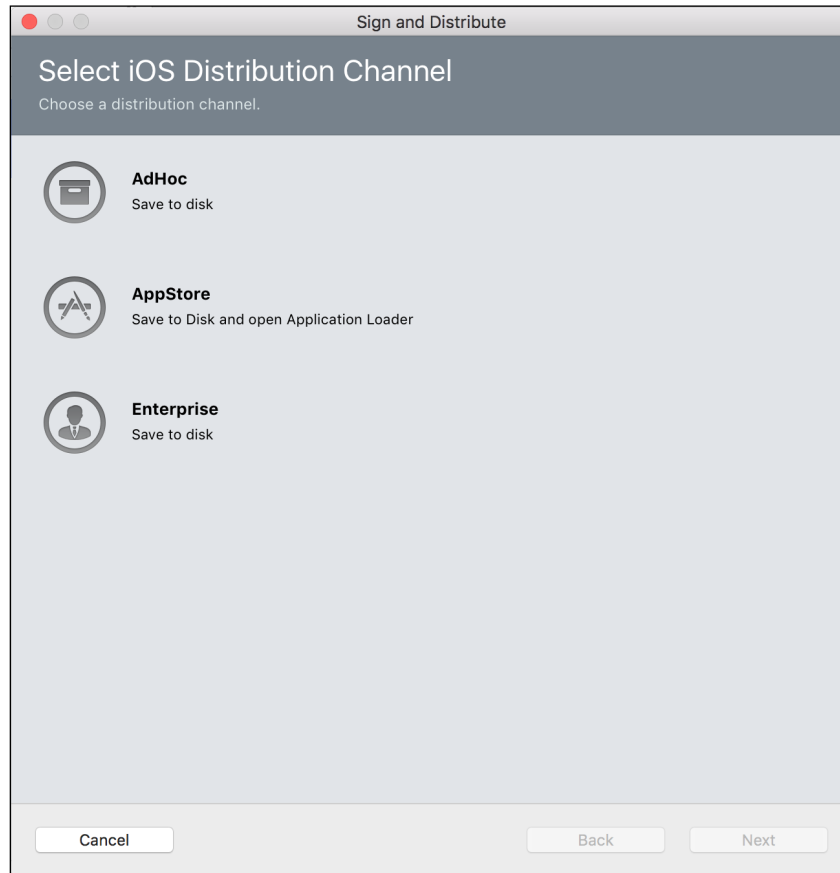 Sign and Distribute
Select iOS Distribution Channel
Choose a distribution channel.
AdHoc
Save to disk
AppStore
Save to Disk and open Application Loader
Enterprise
Save to disk
Cancel
Back
Next